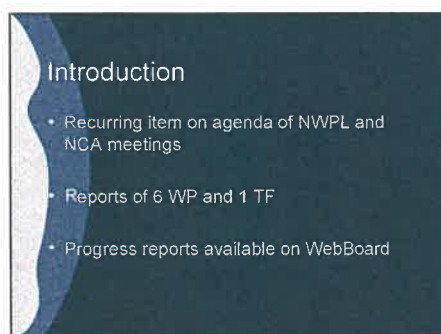 Introduction
• Recurring item on agenda of NWPL and
NCA meetings
• Reports of 6 WP and 1 TF
• Progress reports available on WebBoard